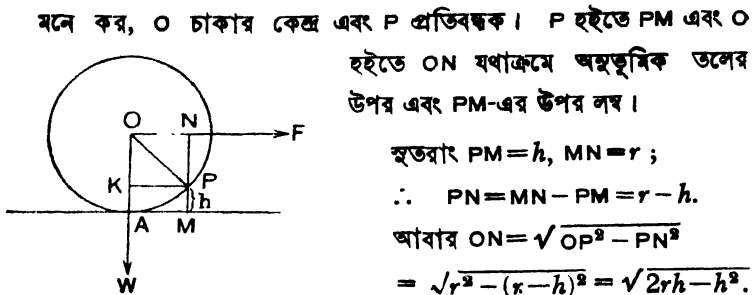 মনে কর, O চাকার কেন্দ্র এবং P প্রতিবন্ধক। P হইতে PM এবং O
হইতে ON যথাক্রমে অনুভূমিক তলের
উপর এবং PM-এর উপর লম্ব।
O N F
K P
h
A M
W
সুতরাং PM=h, MN=r ;
∴ PN=MN−PM=r−h.
আবার ON=√OP²−PN²
= √r²−(r−h)² = √2rh−h².